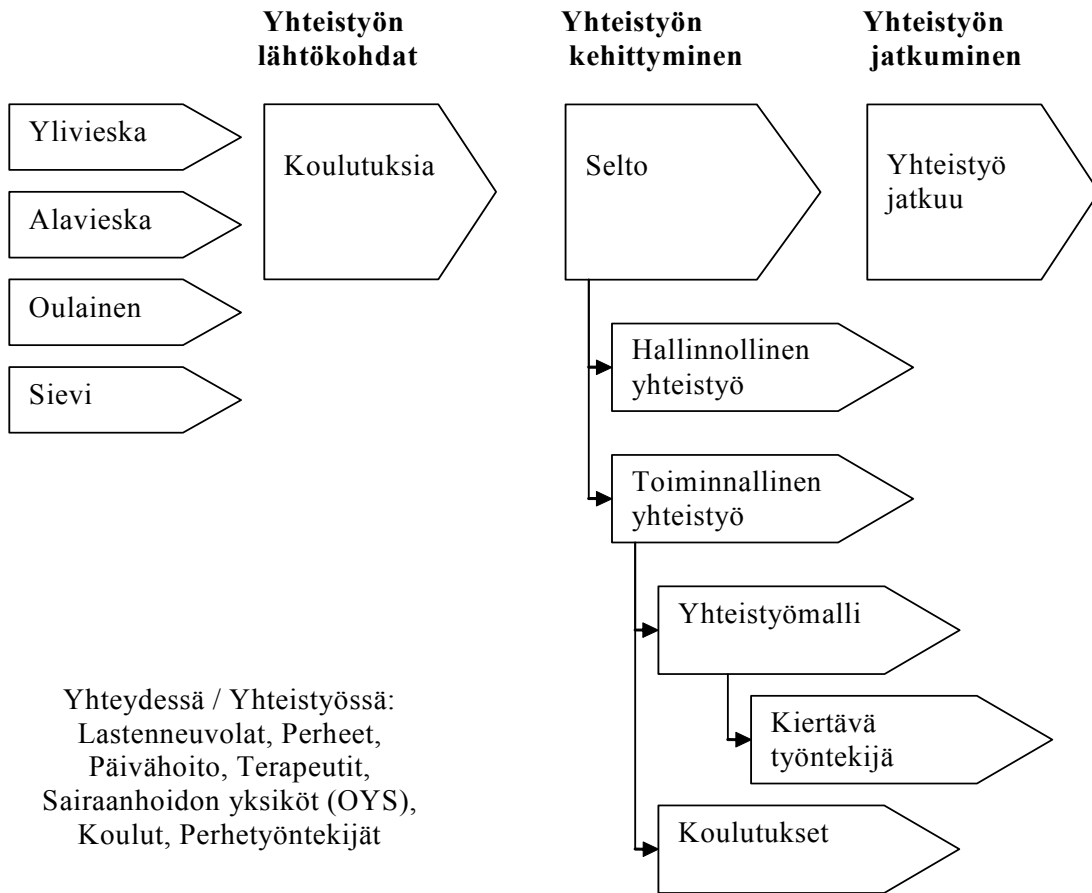 Yhteistyön
lähtökohdat
Yhteistyön
kehittyminen
Yhteistyön
jatkuminen
Ylivieska
Alavieska
Oulainen
Sievi
Koulutuksia
Selto
Yhteistyö
jatkuu
Hallinnollinen
yhteistyö
Toiminnallinen
yhteistyö
Yhteistyömalli
Kiertävä
työntekijä
Koulutukset
Yhteydessä / Yhteistyössä:
Lastenneuvolat, Perheet,
Päivähoito, Terapeutit,
Sairaanhoidon yksiköt (OYS),
Koulut, Perhetyöntekijät